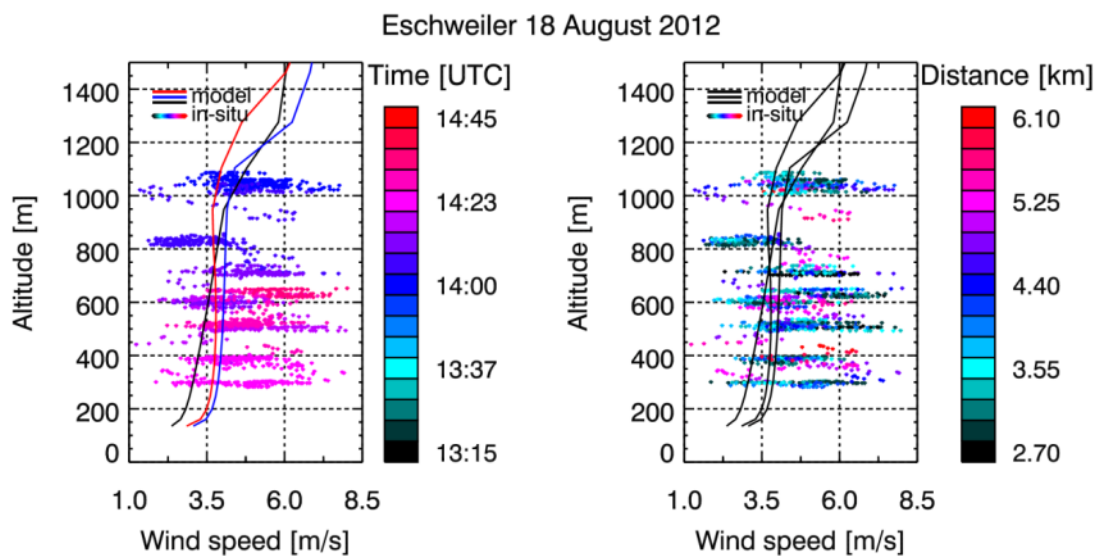 Eschweiler 18 August 2012
Time [UTC]
Distance [km]
1400
1200
1000
800
600
400
200
0
Altitude [m]
model
in-situ
1.0 3.5 6.0 8.5
Wind speed [m/s]
14:45
14:23
14:00
13:37
13:15
1400
1200
1000
800
600
400
200
0
Altitude [m]
model
in-situ
1.0 3.5 6.0 8.5
Wind speed [m/s]
6.10
5.25
4.40
3.55
2.70